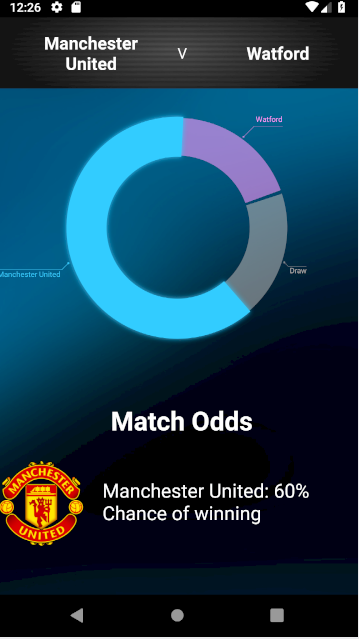 12:26
Manchester V Watford
United
Watford
Manchester United
Draw
Match Odds
MANCHESTER
UNITED
Manchester United: 60%
Chance of winning